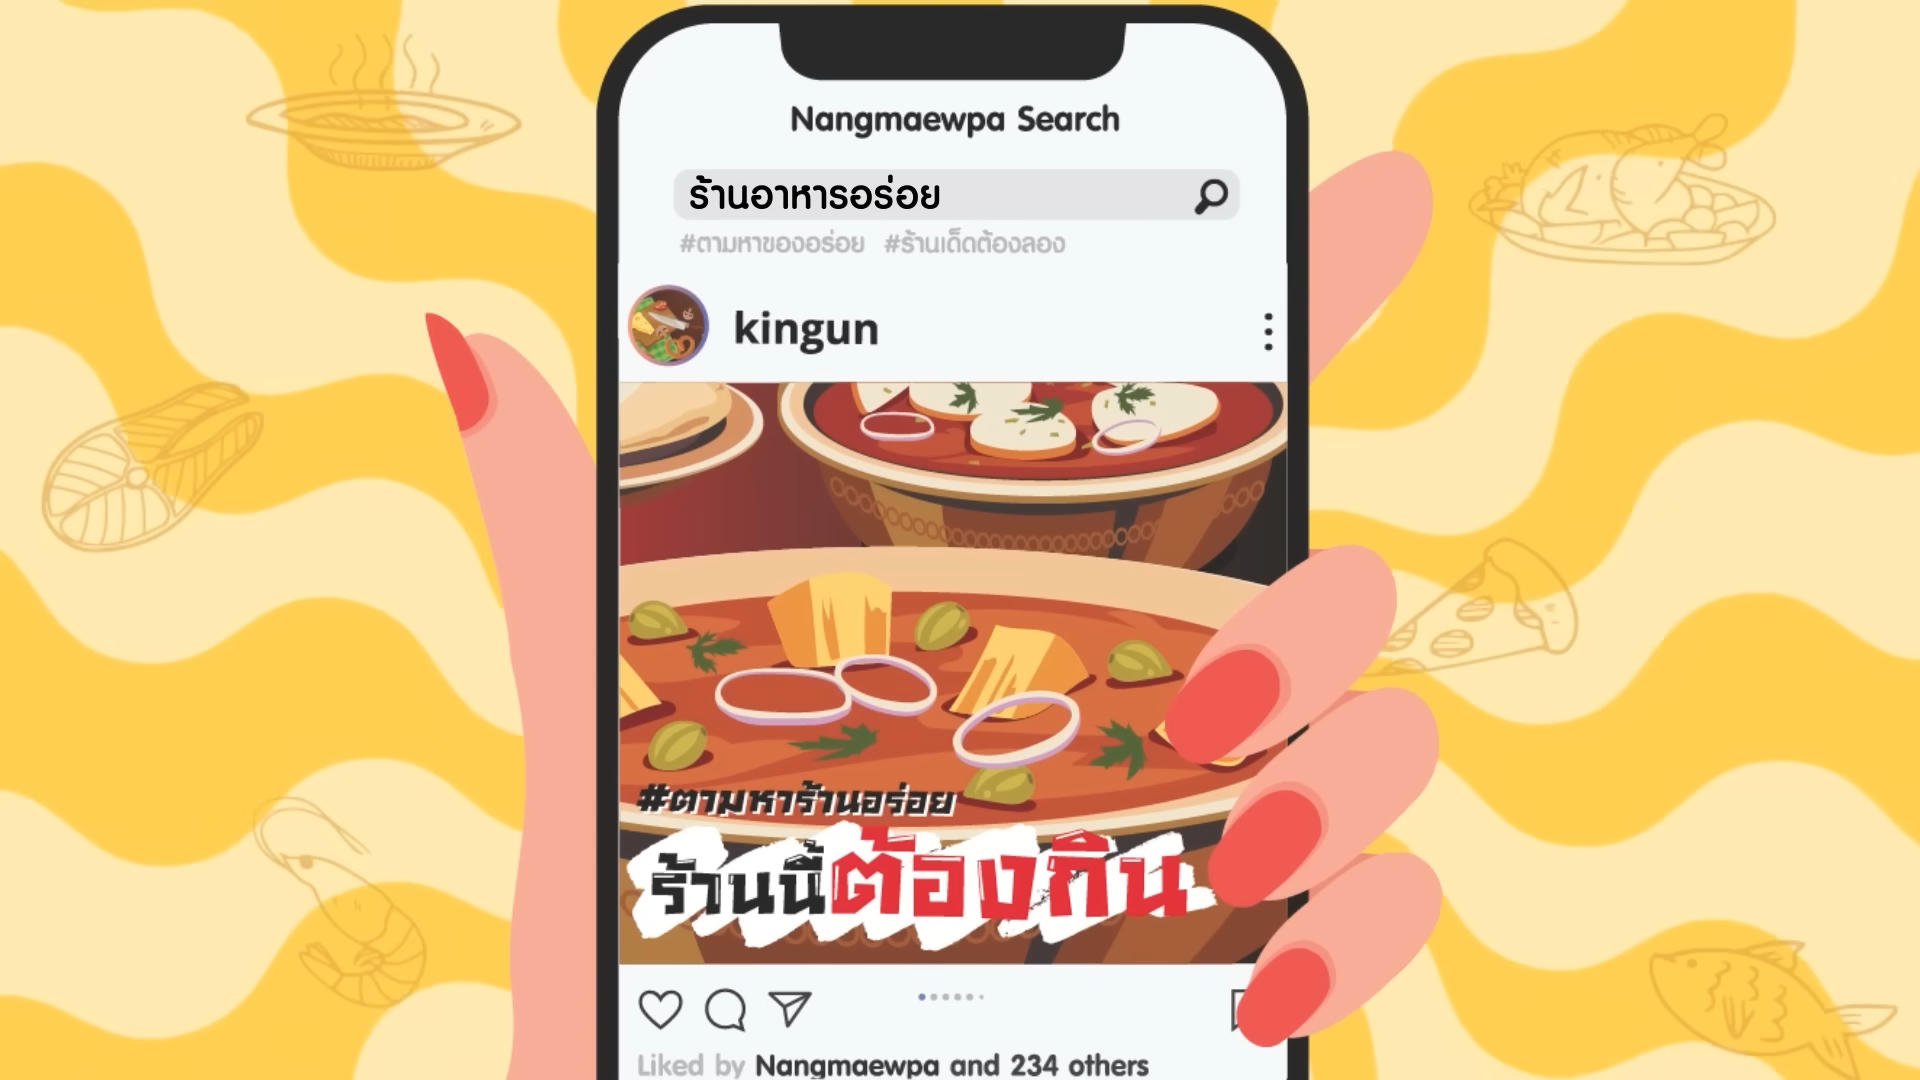 Nangmaewpa Search
ร้านอาหารอร่อย
#ตามหาของอร่อย #ร้านเด็ดต้องลอง
kingun
#ตามหาร้านอร่อย
ร้านนี้ต้องกิน
Liked by Nangmaewpa and 234 others